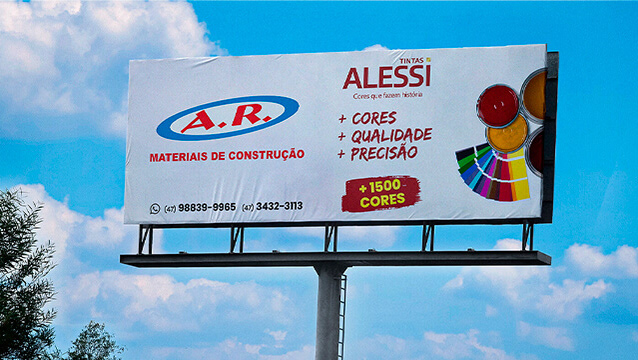 A.R.
MATERIAIS DE CONSTRUÇÃO
(47) 98839-9965 (47) 3432-3113
TINTAS
ALESSI
Cores que fazem história
+ CORES
+ QUALIDADE
+ PRECISÃO
+ 1500
CORES